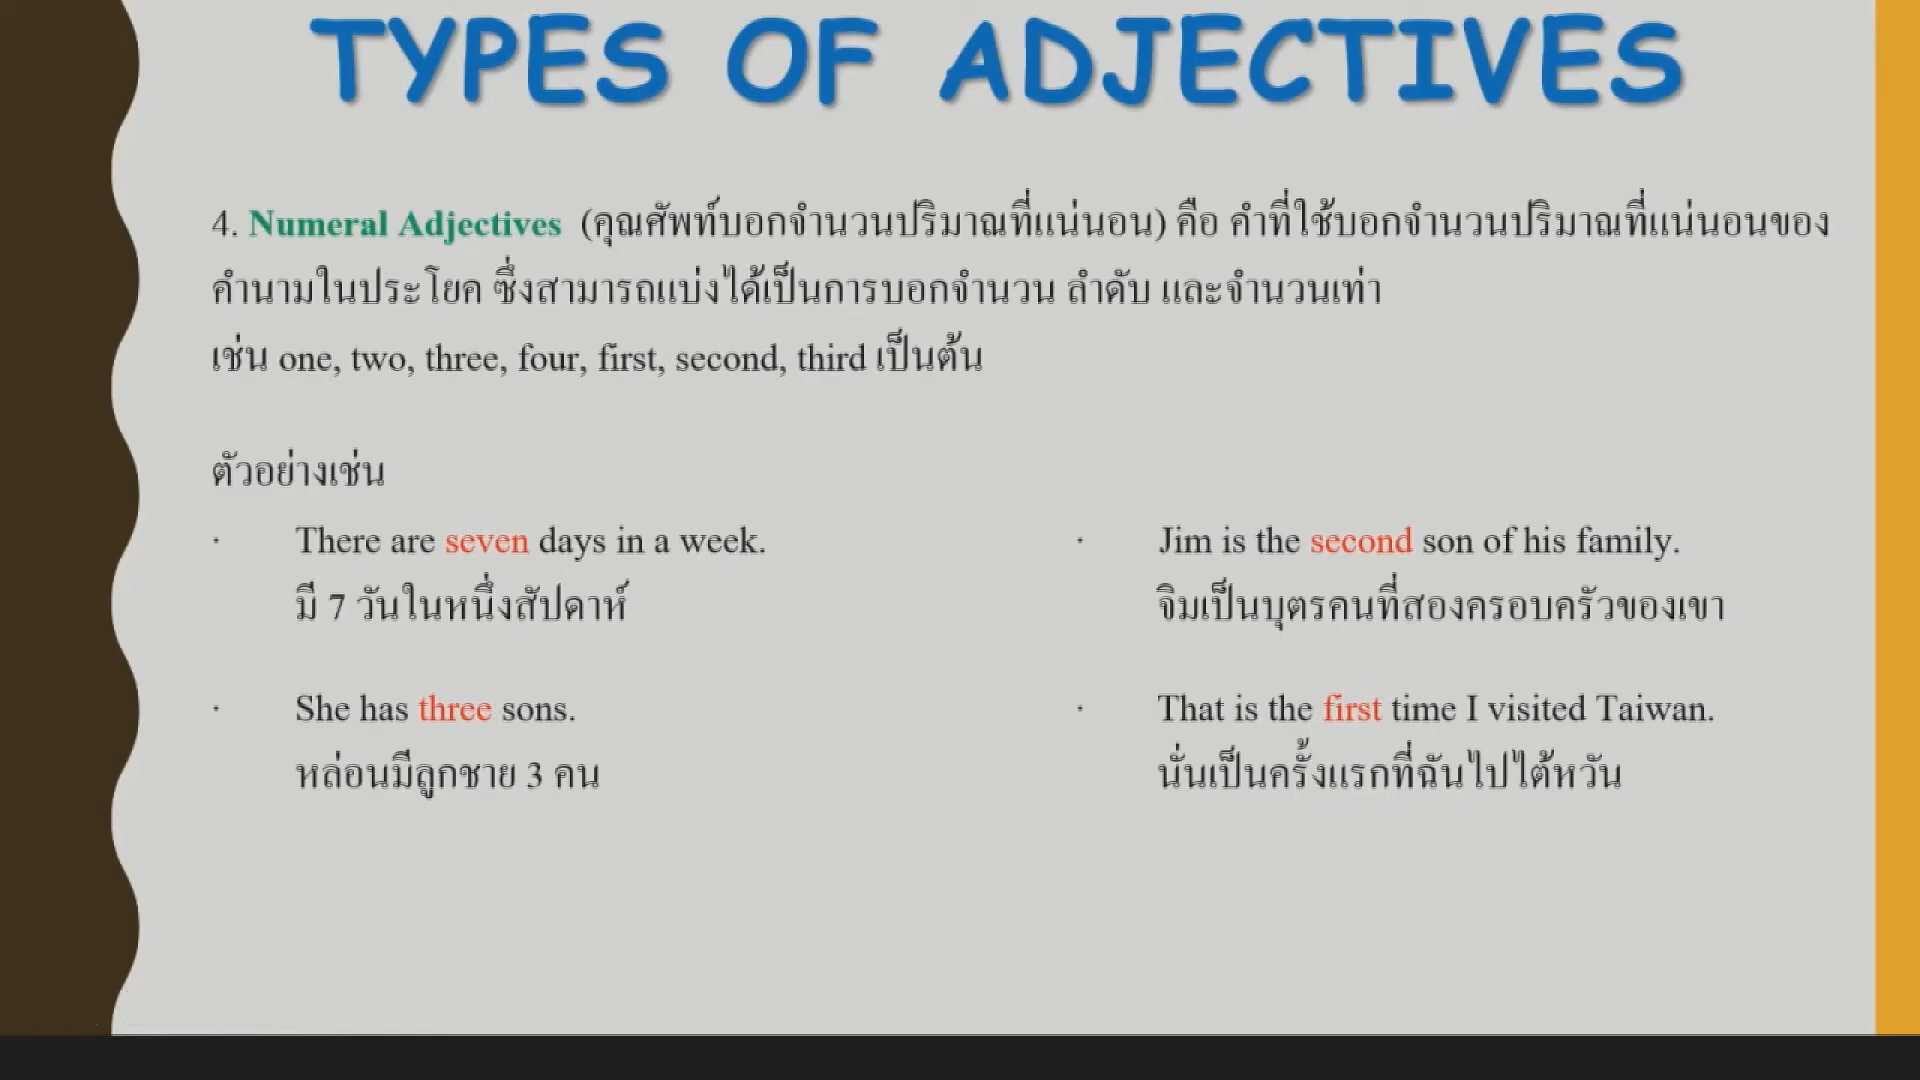 TYPES OF ADJECTIVES
4. Numeral Adjectives (คุณศัพท์บอกจำนวนปริมาณที่แน่นอน) คือ คำที่ใช้บอกจำนวนปริมาณที่แน่นอนของ
คำนามในประโยค ซึ่งสามารถแบ่งได้เป็นการบอกจำนวน ลำดับ และจำนวนเท่า
เช่น one, two, three, four, first, second, third เป็นต้น
ตัวอย่างเช่น
· There are seven days in a week.
มี 7 วันในหนึ่งสัปดาห์
· She has three sons.
หล่อนมีลูกชาย 3 คน
· Jim is the second son of his family.
จิมเป็นบุตรคนที่สองครอบครัวของเขา
· That is the first time I visited Taiwan.
นั่นเป็นครั้งแรกที่ฉันไปไต้หวัน